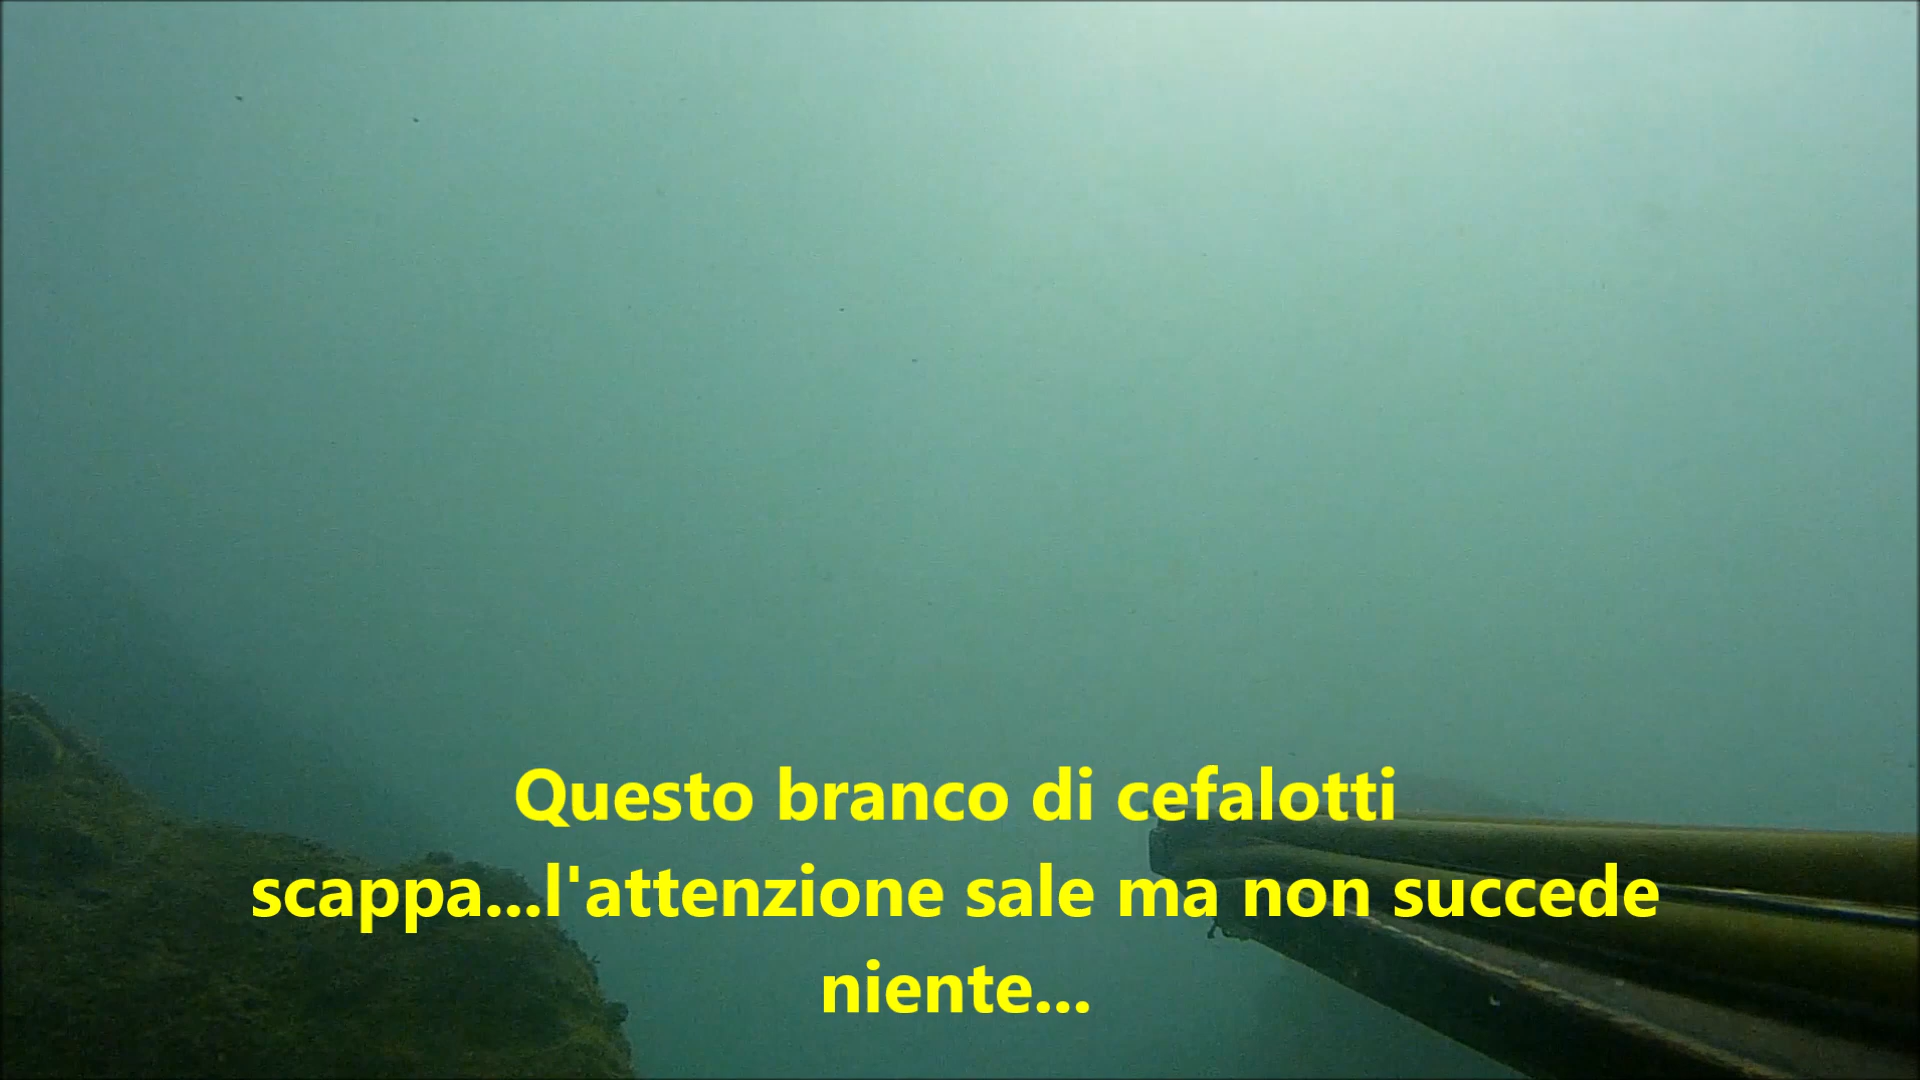 Questo branco di cefalotti
scappa...l'attenzione sale ma non succede
niente...